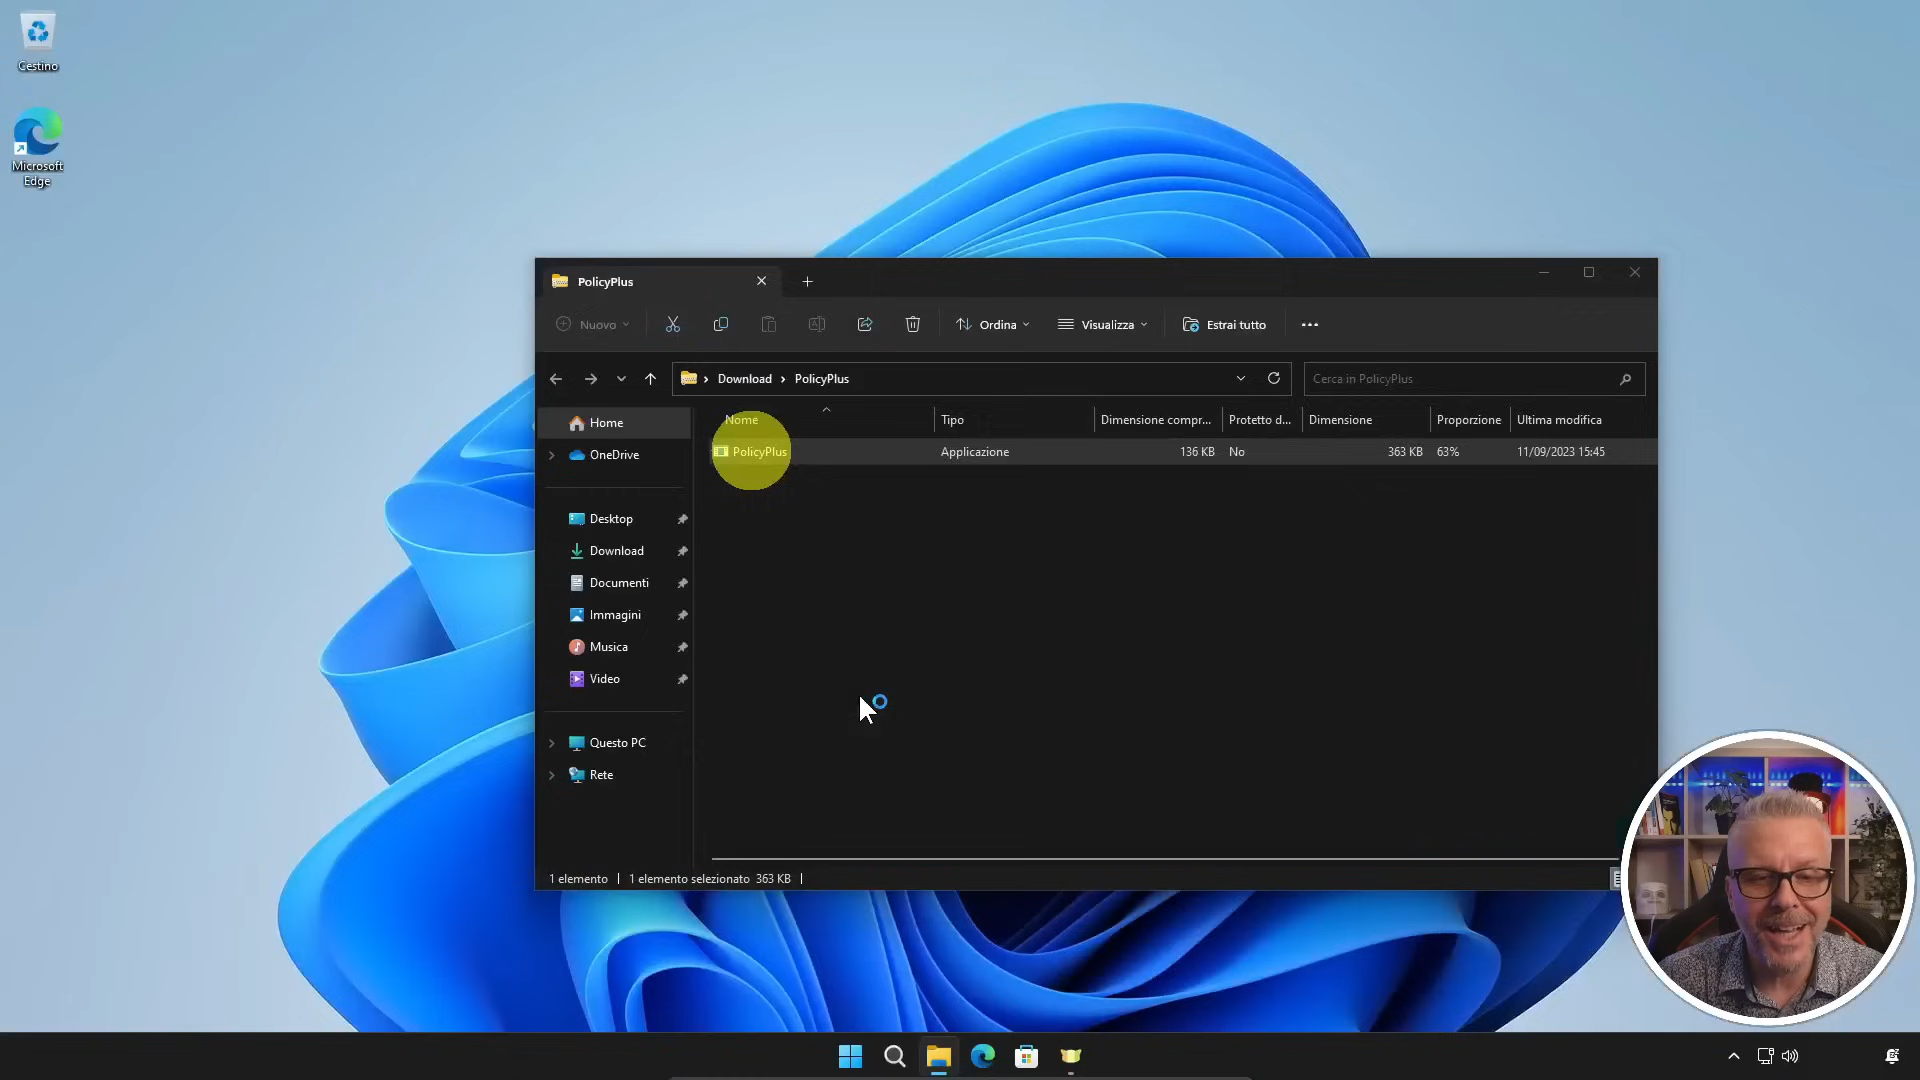 Cestino
Microsoft
Edge
PolicyPlus
Nuovo
Ordina
Visualizza
Estrai tutto
Download
PolicyPlus
Cerca in PolicyPlus
Home
OneDrive
Desktop
Download
Documenti
Immagini
Musica
Video
Questo PC
Rete
Nome Tipo Dimensione compr... Protetto d... Dimensione Proporzione Ultima modifica
PolicyPlus Applicazione 136 KB No 363 KB 63% 11/09/2023 15:45
1 elemento 1 elemento selezionato 363 KB